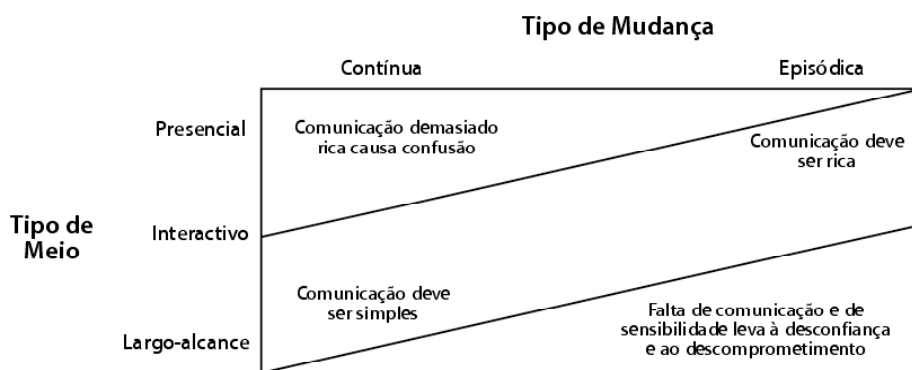 Tipo de Mudança
Contínua
Episódica
Presencial
Comunicação demasiado
rica causa confusão
Comunicação deve
ser rica
Tipo de
Meio
Interactivo
Comunicação deve
ser simples
Largo-alcance
Falta de comunicação e de
sensibilidade leva à desconfiança
e ao descomprometimento